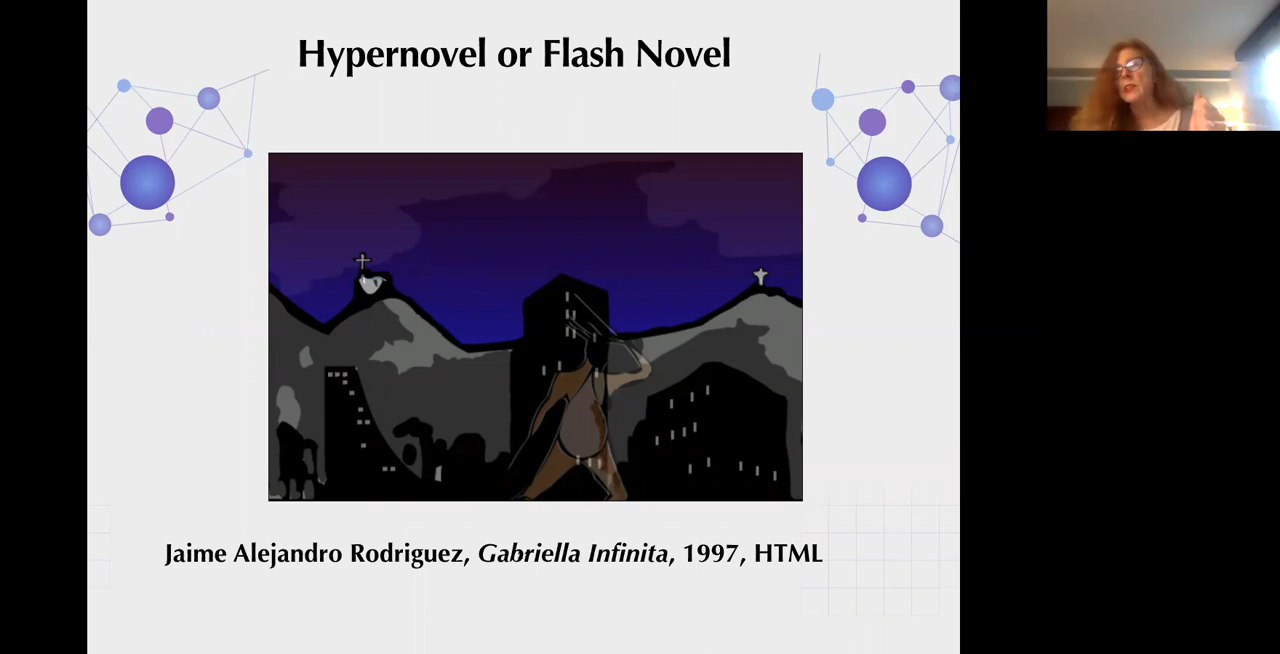 Hypernovel or Flash Novel
Jaime Alejandro Rodriguez, Gabriella Infinita, 1997, HTML